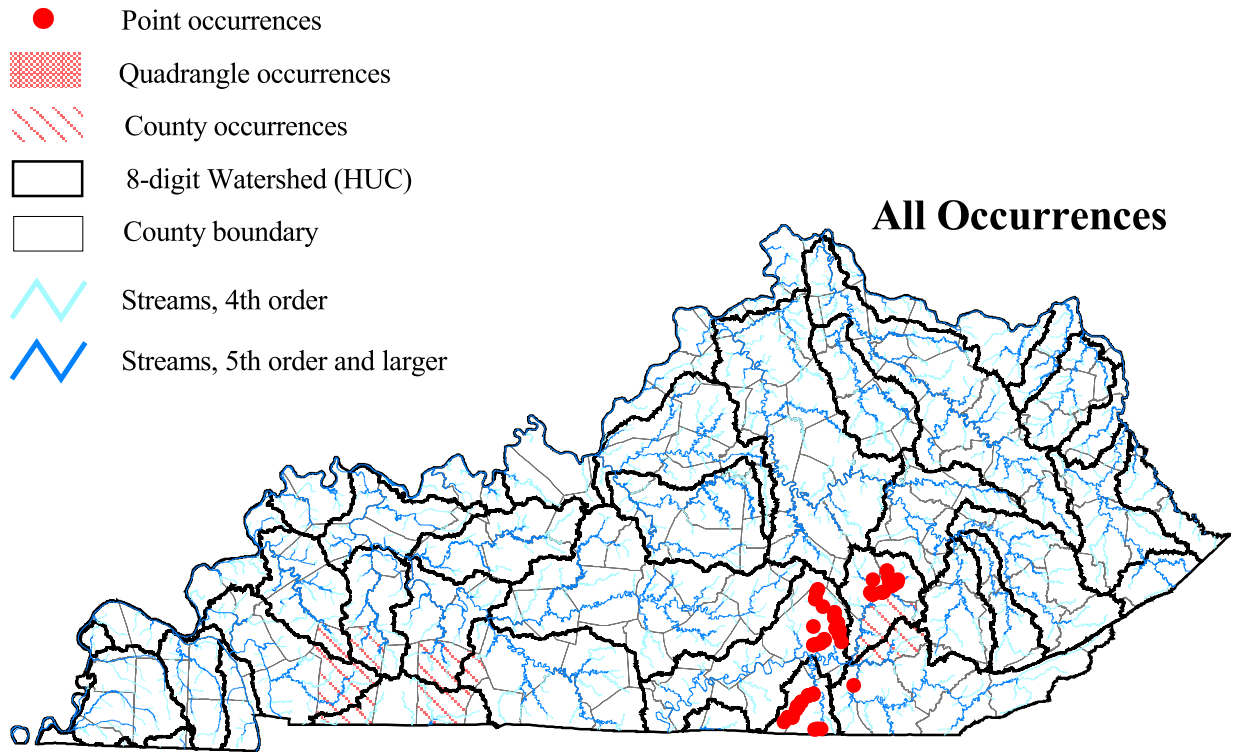 Point occurrences
Quadrangle occurrences
County occurrences
8-digit Watershed (HUC)
County boundary
Streams, 4th order
Streams, 5th order and larger
All Occurrences